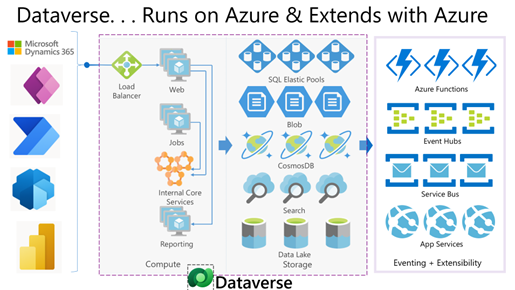 Dataverse. . . Runs on Azure & Extends with Azure
Microsoft
Dynamics 365
Load
Balancer
Web
Jobs
Internal Core
Services
Reporting
Compute
SQL Elastic Pools
Blob
CosmosDB
Search
Data Lake
Storage
Azure Functions
Event Hubs
Service Bus
App Services
Eventing + Extensibility
Dataverse